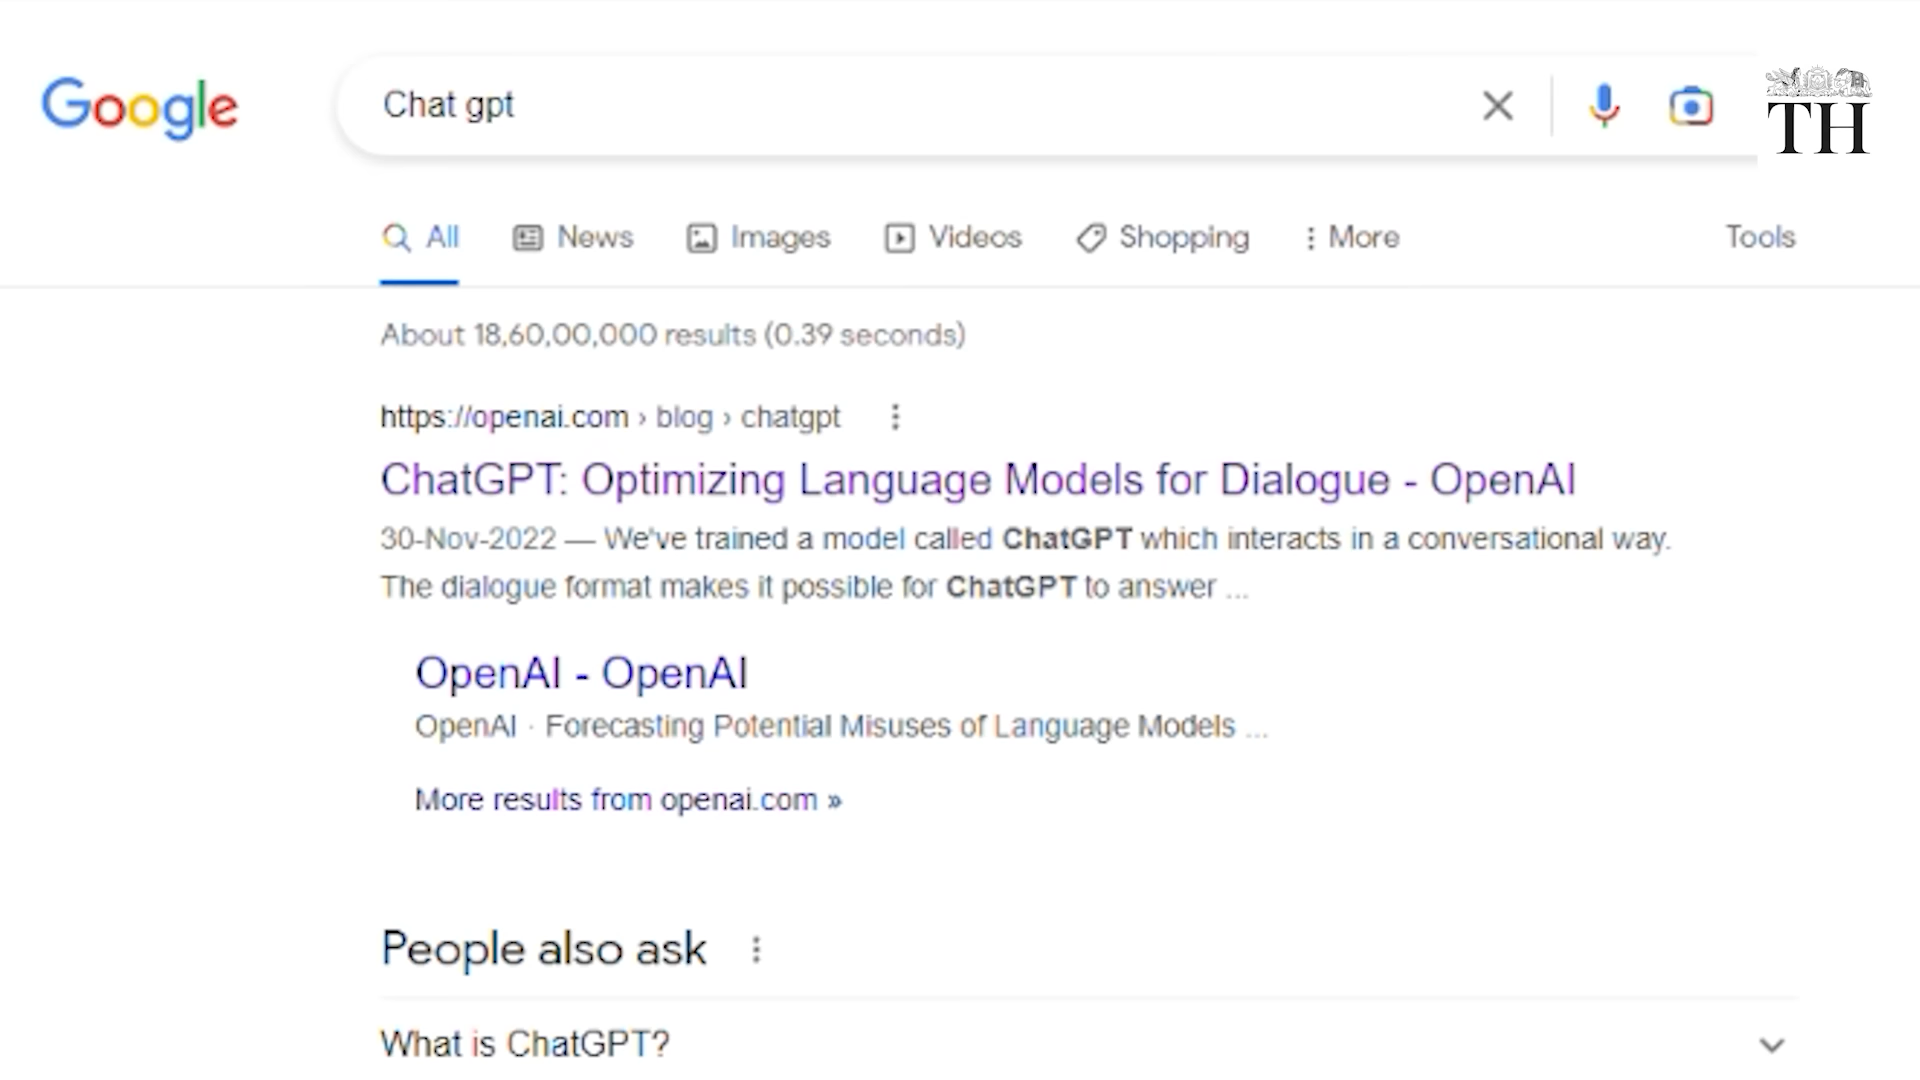 Google
Chat gpt
TH
All
News
Images
Videos
Shopping
More
Tools
About 18,60,00,000 results (0.39 seconds)
https://openai.com › blog › chatgpt
ChatGPT: Optimizing Language Models for Dialogue - OpenAI
30-Nov-2022 — We've trained a model called ChatGPT which interacts in a conversational way.
The dialogue format makes it possible for ChatGPT to answer ...
OpenAI - OpenAI
OpenAI · Forecasting Potential Misuses of Language Models ...
More results from openai.com »
People also ask
What is ChatGPT?